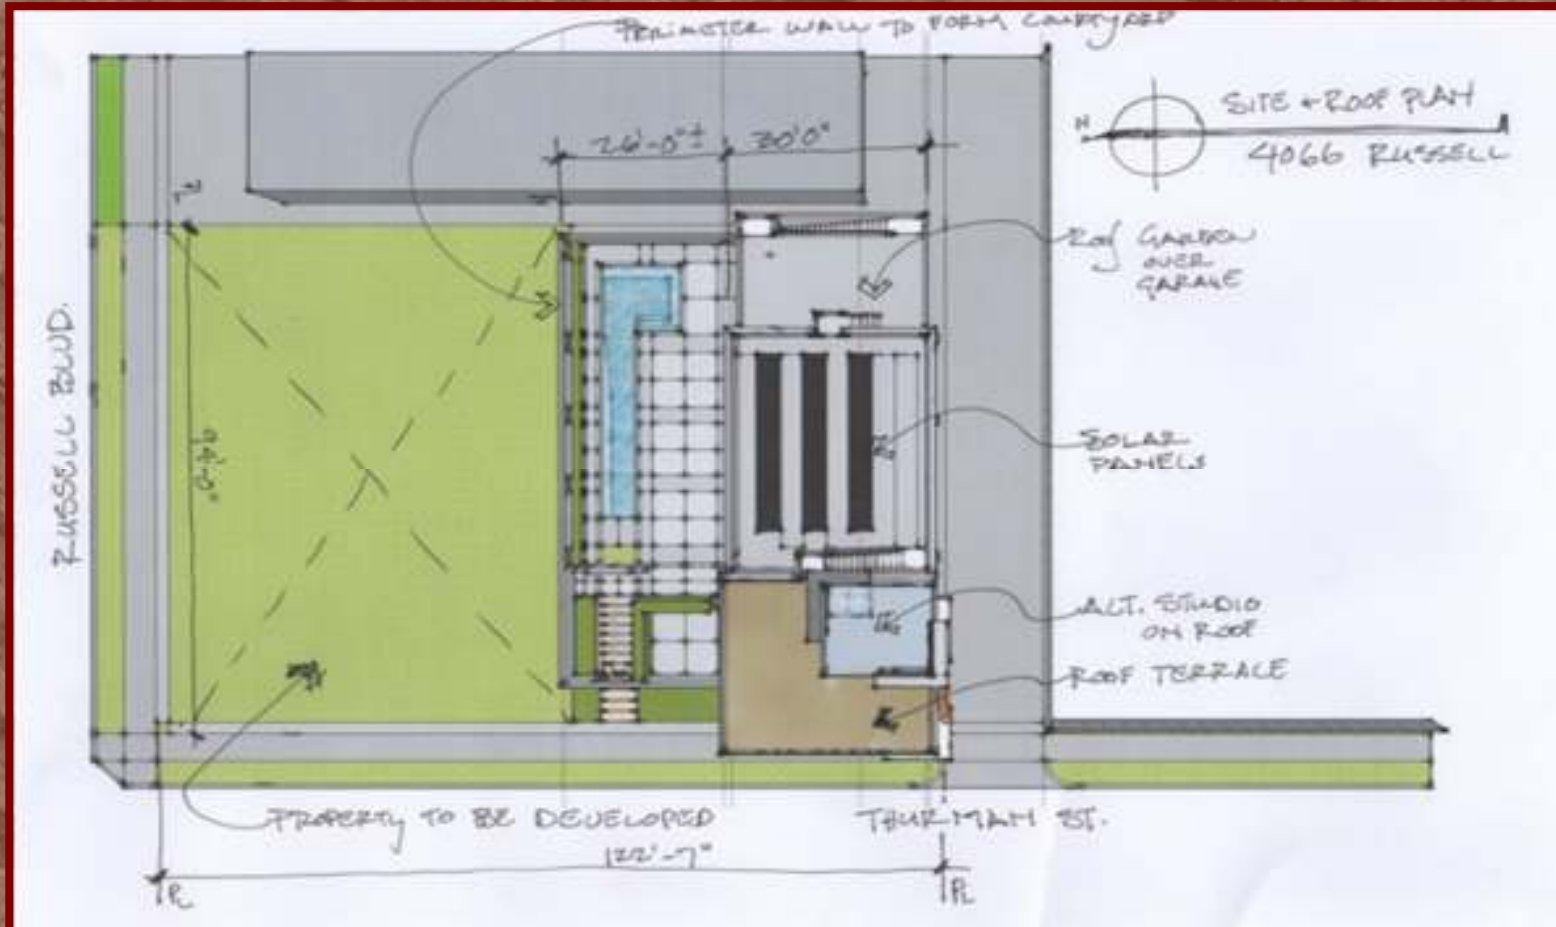 PERIMETER WALL TO FORM COURTYARD
N
SITE + ROOF PLAN
4066 RUSSELL
26'-0"±
30'0"
ROOF GARDEN
OVER
GARAGE
RUSSELL BLVD.
SOLAR
PANELS
ALT. STUDIO
ON ROOF
ROOF TERRACE
PROPERTY TO BE DEVELOPED
THURMAN ST.
122'-7"
PL
PL